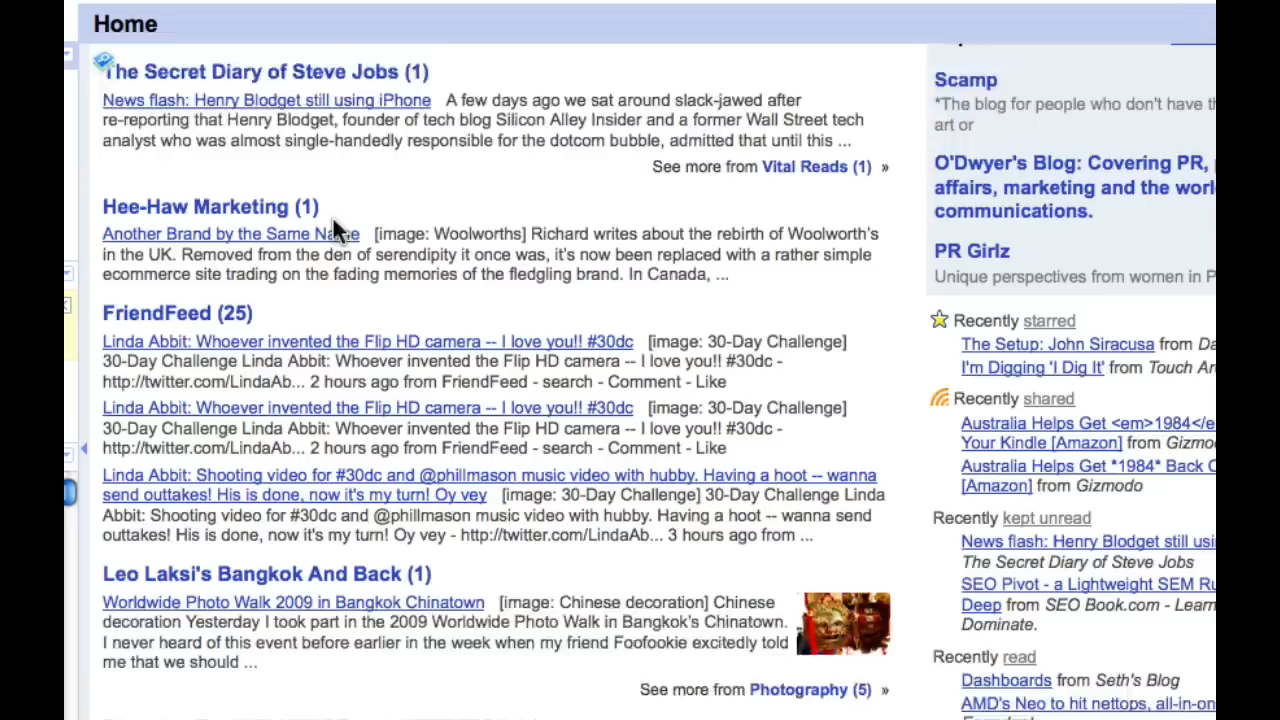 Home
The Secret Diary of Steve Jobs (1)
News flash: Henry Blodget still using iPhone A few days ago we sat around slack-jawed after
re-reporting that Henry Blodget, founder of tech blog Silicon Alley Insider and a former Wall Street tech
analyst who was almost single-handedly responsible for the dotcom bubble, admitted that until this ...
See more from Vital Reads (1) »
Hee-Haw Marketing (1)
Another Brand by the Same Name [image: Woolworths] Richard writes about the rebirth of Woolworth's
in the UK. Removed from the den of serendipity it once was, it's now been replaced with a rather simple
ecommerce site trading on the fading memories of the fledgling brand. In Canada, ...
FriendFeed (25)
Linda Abbit: Whoever invented the Flip HD camera -- I love you!! #30dc [image: 30-Day Challenge]
30-Day Challenge Linda Abbit: Whoever invented the Flip HD camera -- I love you!! #30dc -
http://twitter.com/LindaAb... 2 hours ago from FriendFeed - search - Comment - Like
Linda Abbit: Whoever invented the Flip HD camera -- I love you!! #30dc [image: 30-Day Challenge]
30-Day Challenge Linda Abbit: Whoever invented the Flip HD camera -- I love you!! #30dc -
http://twitter.com/LindaAb... 2 hours ago from FriendFeed - search - Comment - Like
Linda Abbit: Shooting video for #30dc and @phillmason music video with hubby. Having a hoot -- wanna
send outtakes! His is done, now it's my turn! Oy vey [image: 30-Day Challenge] 30-Day Challenge Linda
Abbit: Shooting video for #30dc and @phillmason music video with hubby. Having a hoot -- wanna send
outtakes! His is done, now it's my turn! Oy vey - http://twitter.com/LindaAb... 3 hours ago from ...
Leo Laksi's Bangkok And Back (1)
Worldwide Photo Walk 2009 in Bangkok Chinatown [image: Chinese decoration] Chinese
decoration Yesterday I took part in the 2009 Worldwide Photo Walk in Bangkok's Chinatown.
I never heard of this event before earlier in the week when my friend Foofookie excitedly told
me that we should ...
See more from Photography (5) »
Scamp
*The blog for people who don't have t
art or
O'Dwyer's Blog: Covering PR,
affairs, marketing and the worl
communications.
PR Girlz
Unique perspectives from women in P
Recently starred
The Setup: John Siracusa from Da
I'm Digging 'I Dig It' from Touch Ar
Recently shared
Australia Helps Get <em>1984</e
Your Kindle [Amazon] from Gizmo
Australia Helps Get *1984* Back O
[Amazon] from Gizmodo
Recently kept unread
News flash: Henry Blodget still usi
The Secret Diary of Steve Jobs
SEO Pivot - a Lightweight SEM Ru
Deep from SEO Book.com - Learn
Dominate.
Recently read
Dashboards from Seth's Blog
AMD's Neo to hit nettops, all-in-on